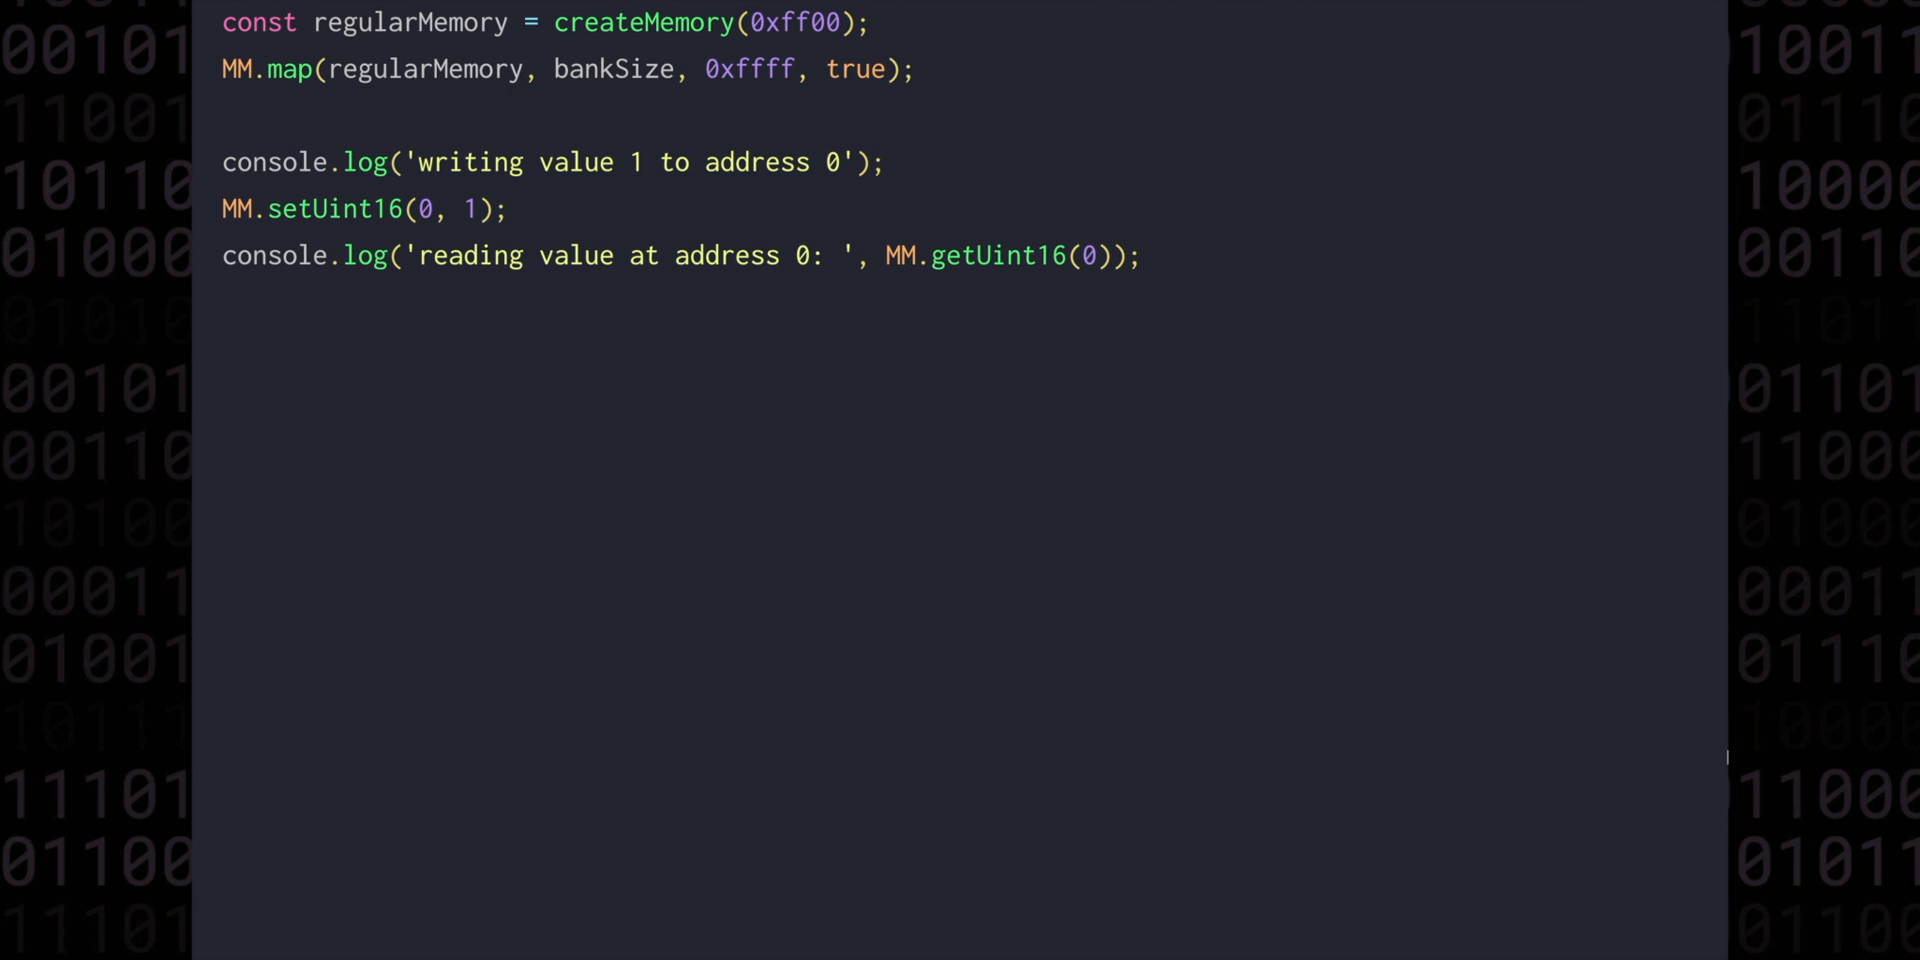 const regularMemory = createMemory(0xff00);
MM.map(regularMemory, bankSize, 0xffff, true);
console.log('writing value 1 to address 0');
MM.setUint16(0, 1);
console.log('reading value at address 0: ', MM.getUint16(0));